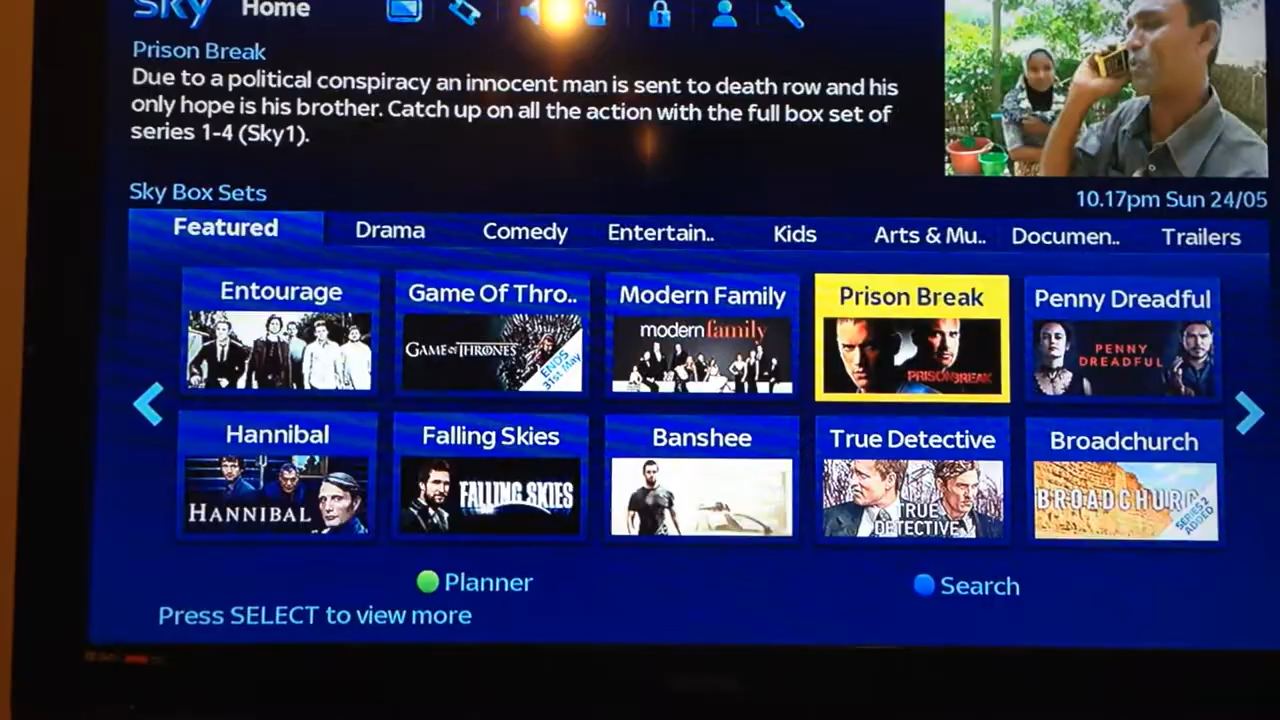 sky Home
Prison Break
Due to a political conspiracy an innocent man is sent to death row and his
only hope is his brother. Catch up on all the action with the full box set of
series 1-4 (Sky1).
Sky Box Sets
10.17pm Sun 24/05
Featured Drama Comedy Entertain.. Kids Arts & Mu.. Documen.. Trailers
Entourage Game Of Thro.. Modern Family Prison Break Penny Dreadful
GAME OF THRONES
ENDS
31st May
modern family
PRISON BREAK
PENNY
DREADFUL
Hannibal Falling Skies Banshee True Detective Broadchurch
HANNIBAL
FALLING SKIES
TRUE
DETECTIVE
BROADCHURC
SERIES 2
ADDED
Planner Search
Press SELECT to view more